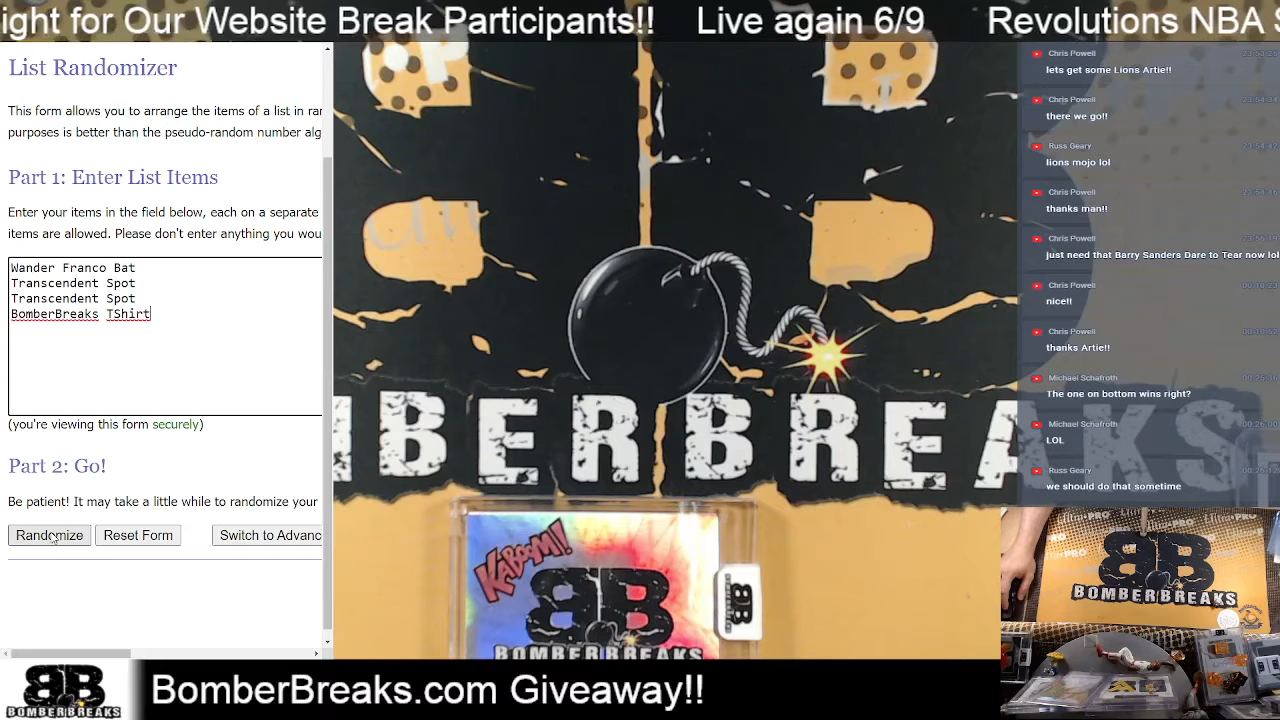 ight for Our Website Break Participants!! Live again 6/9 Revolutions NBA S
List Randomizer
This form allows you to arrange the items of a list in ran
purposes is better than the pseudo-random number alg
Part 1: Enter List Items
Enter your items in the field below, each on a separate
items are allowed. Please don't enter anything you wou
Wander Franco Bat
Transcendent Spot
Transcendent Spot
BomberBreaks TShirt
(you're viewing this form securely)
Part 2: Go!
Be patient! It may take a little while to randomize your
Randomize Reset Form Switch to Advanc
MBERBREAKS
KABOOM!
BB
BOMBERBREAKS
BB
Chris Powell
lets get some Lions Artie!!
Chris Powell 23:54:34
there we go!!
Russ Geary
lions mojo lol
Chris Powell
thanks man!!
Chris Powell
just need that Barry Sanders Dare to Tear now lol
Chris Powell
nice!!
Chris Powell
thanks Artie!!
Michael Schafroth
The one on bottom wins right?
Michael Schafroth 00:26:00
LOL
Russ Geary
we should do that sometime
BB
BOMBERBREAKS
BB
BOMBERBREAKS
BomberBreaks.com Giveaway!!